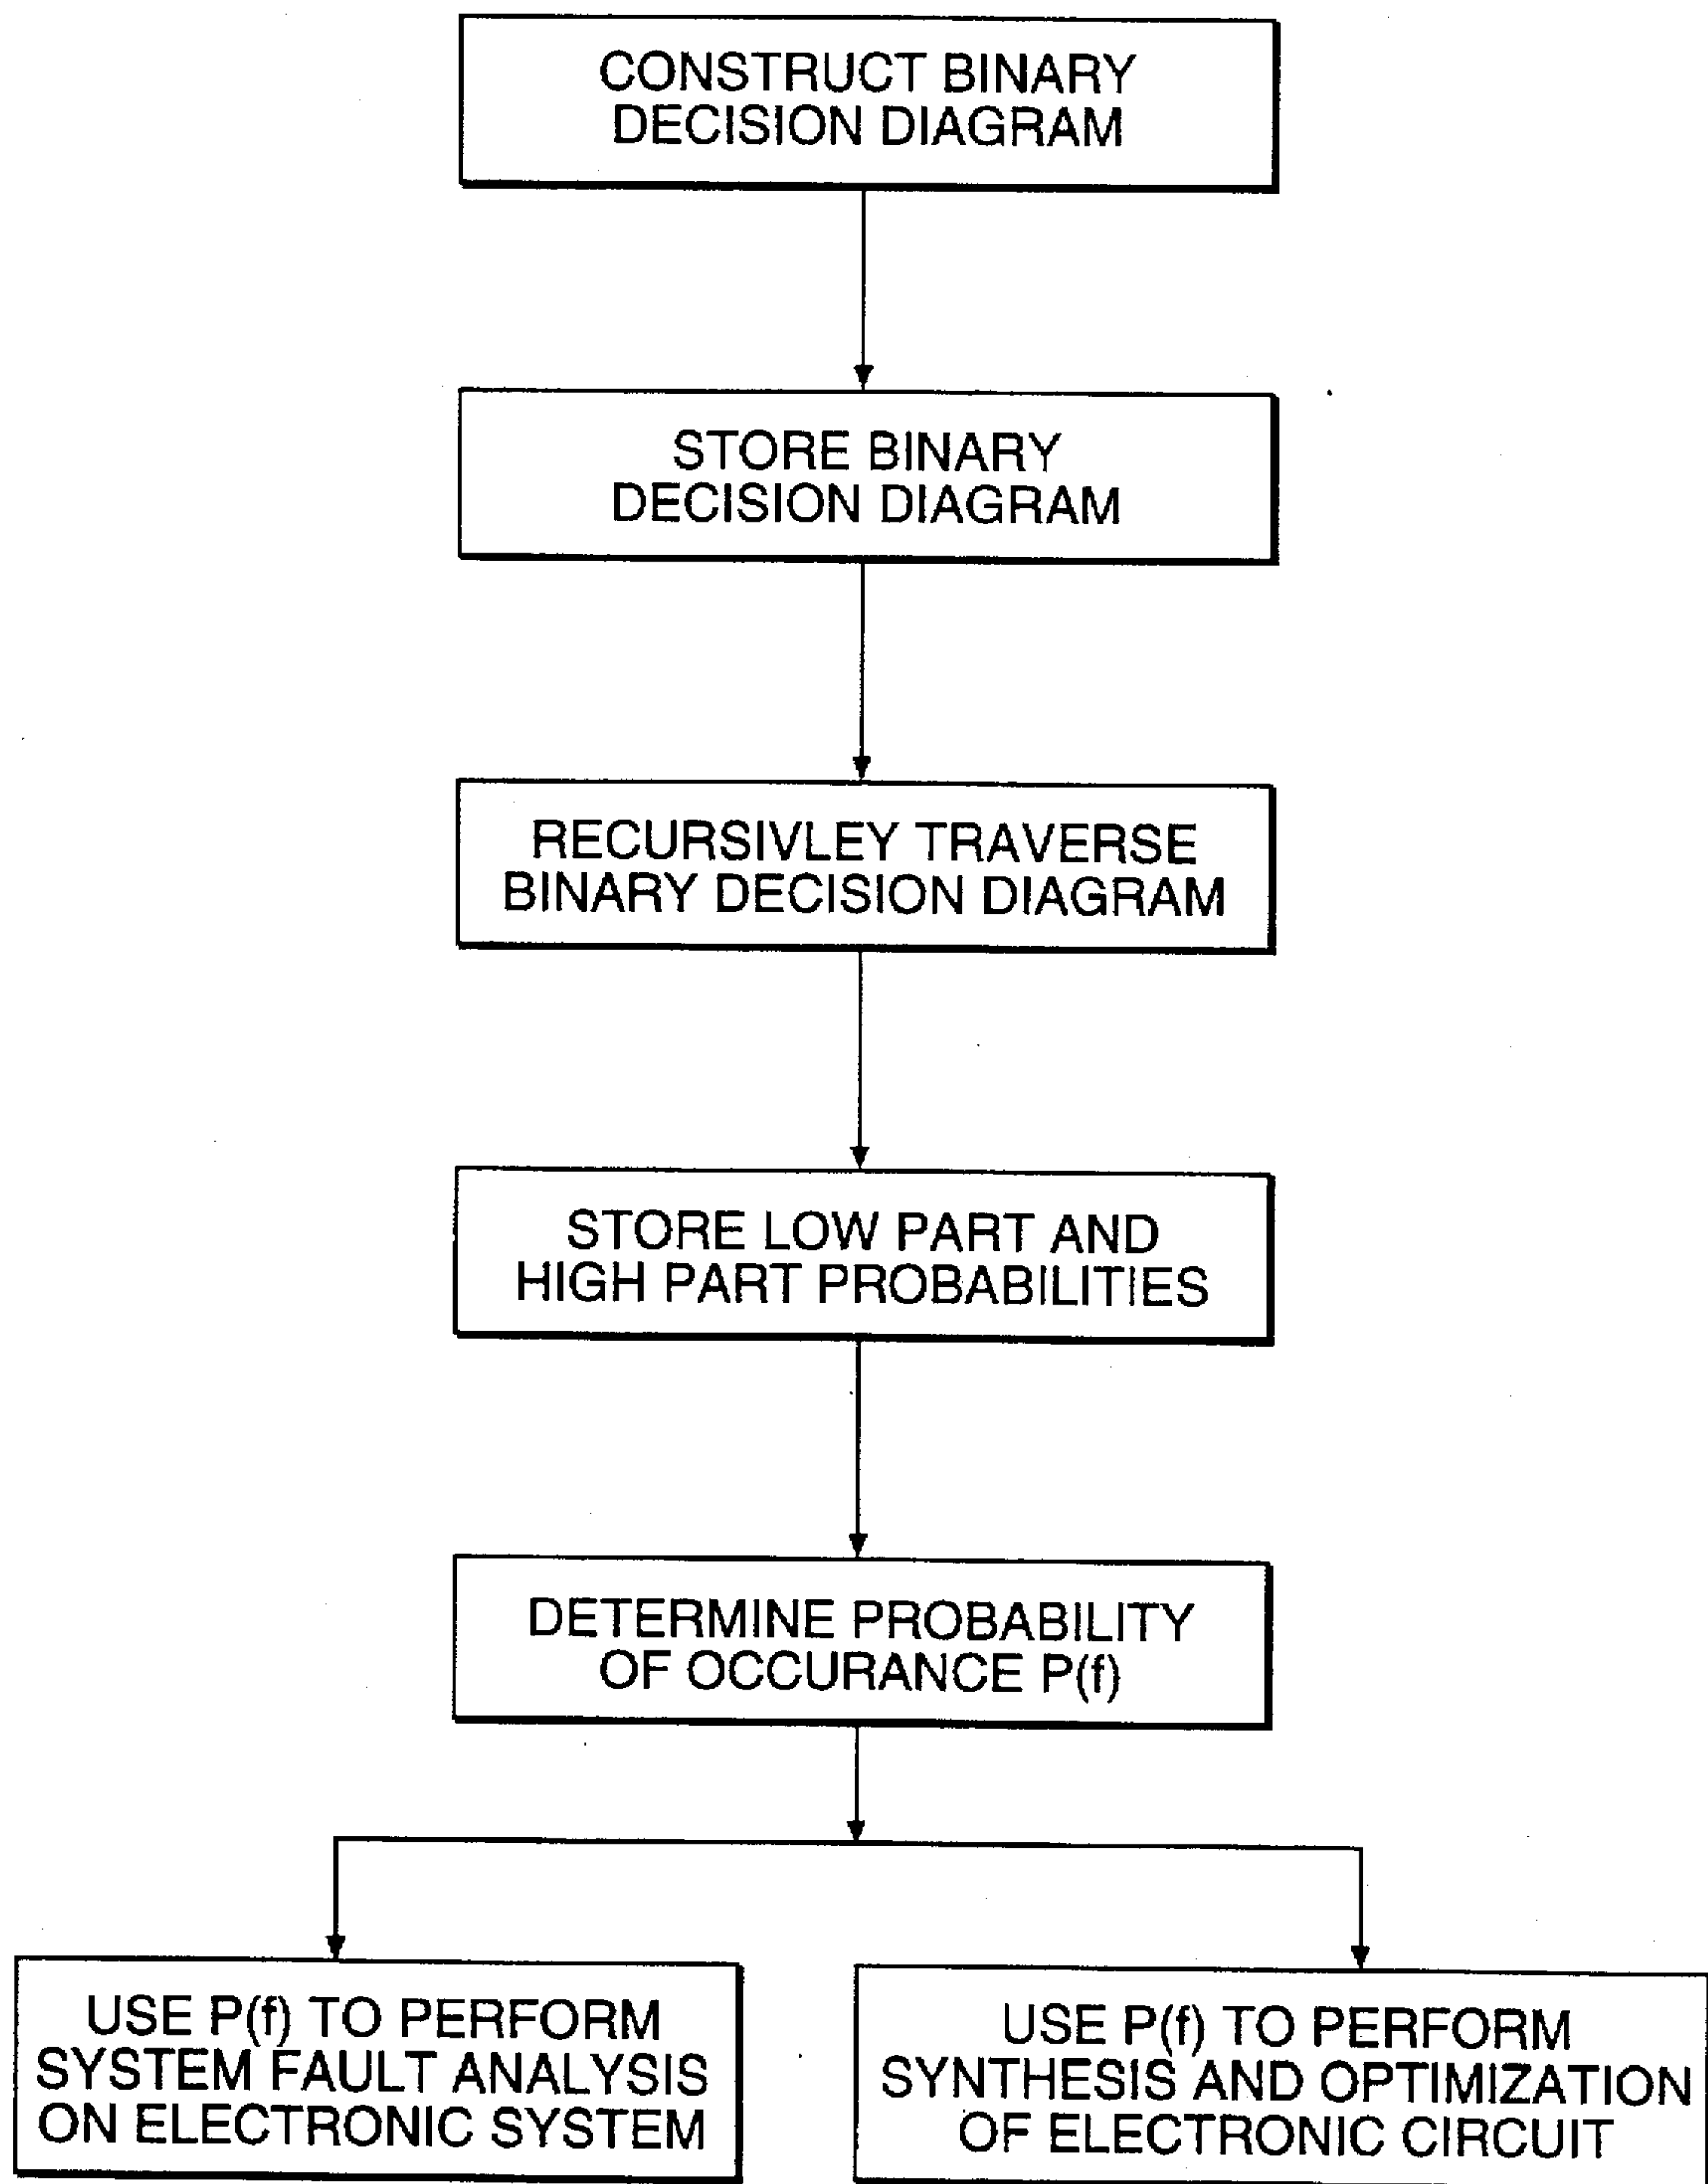 CONSTRUCT BINARY
DECISION DIAGRAM
STORE BINARY
DECISION DIAGRAM
RECURSIVLEY TRAVERSE
BINARY DECISION DIAGRAM
STORE LOW PART AND
HIGH PART PROBABILITIES
DETERMINE PROBABILITY
OF OCCURANCE P(f)
USE P(f) TO PERFORM
SYSTEM FAULT ANALYSIS
ON ELECTRONIC SYSTEM
USE P(f) TO PERFORM
SYNTHESIS AND OPTIMIZATION
OF ELECTRONIC CIRCUIT